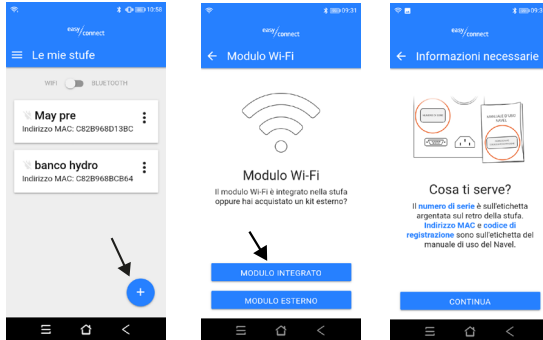 10:58
easy/connect
Le mie stufe
WIFI
BLUETOOTH
May pre
Indirizzo MAC: C82B968D13BC
banco hydro
Indirizzo MAC: C82B968BCB64
+
09:31
easy/connect
Modulo Wi-Fi
Modulo Wi-Fi
Il modulo Wi-Fi è integrato nella stufa
oppure hai acquistato un kit esterno?
MODULO INTEGRATO
MODULO ESTERNO
easy/connect
Informazioni necessarie
Cosa ti serve?
Il numero di serie è sull'etichetta
argentata sul retro della stufa.
Indirizzo MAC e codice di
registrazione sono sull'etichetta del
manuale di uso del Navel.
CONTINUA